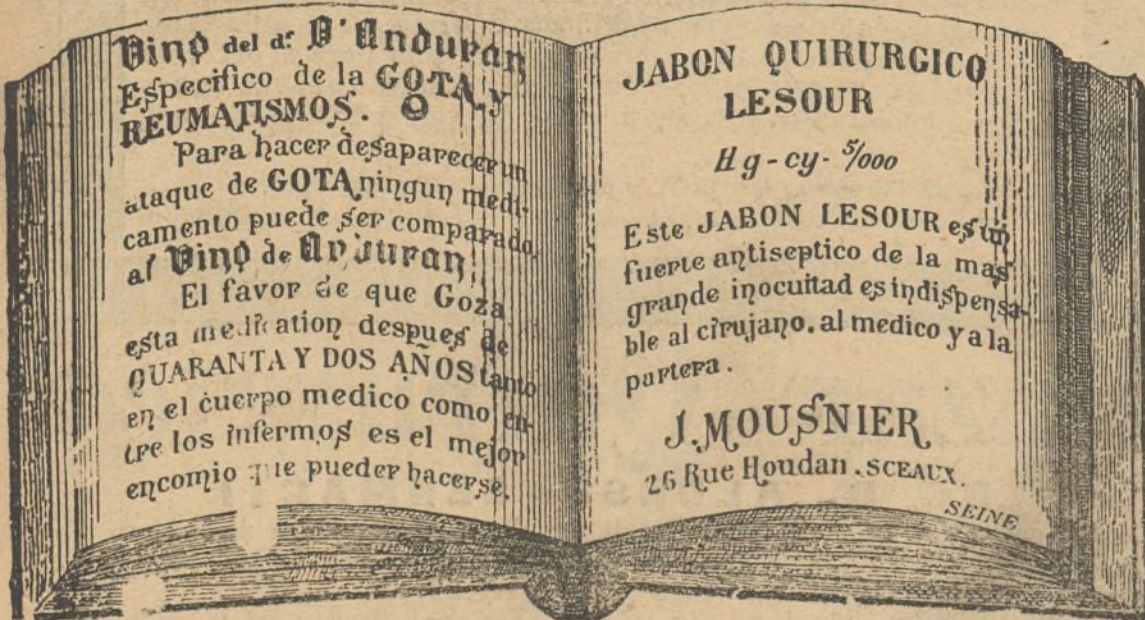 Vino del dr. D'Anduran
Especifico de la GOTA y
REUMATISMOS.
Para hacer desaparecer un
ataque de GOTA ningun medi-
camento puede ser comparado
al Vino de Anduran.
El favor de que Goza
esta medication despues de
QUARANTA Y DOS AÑOS tanto
en el cuerpo medico como en-
tre los infermos es el mejor
encomio que pueder hacerse.
JABON QUIRURGICO
LESOUR
Hg-cy- 5/000
Este JABON LESOUR es un
fuerte antiseptico de la mas
grande inocuitad es indispensa-
ble al cirujano. al medico y a la
partera.
J. MOUSNIER
26 Rue Houdan. SCEAUX.
SEINE